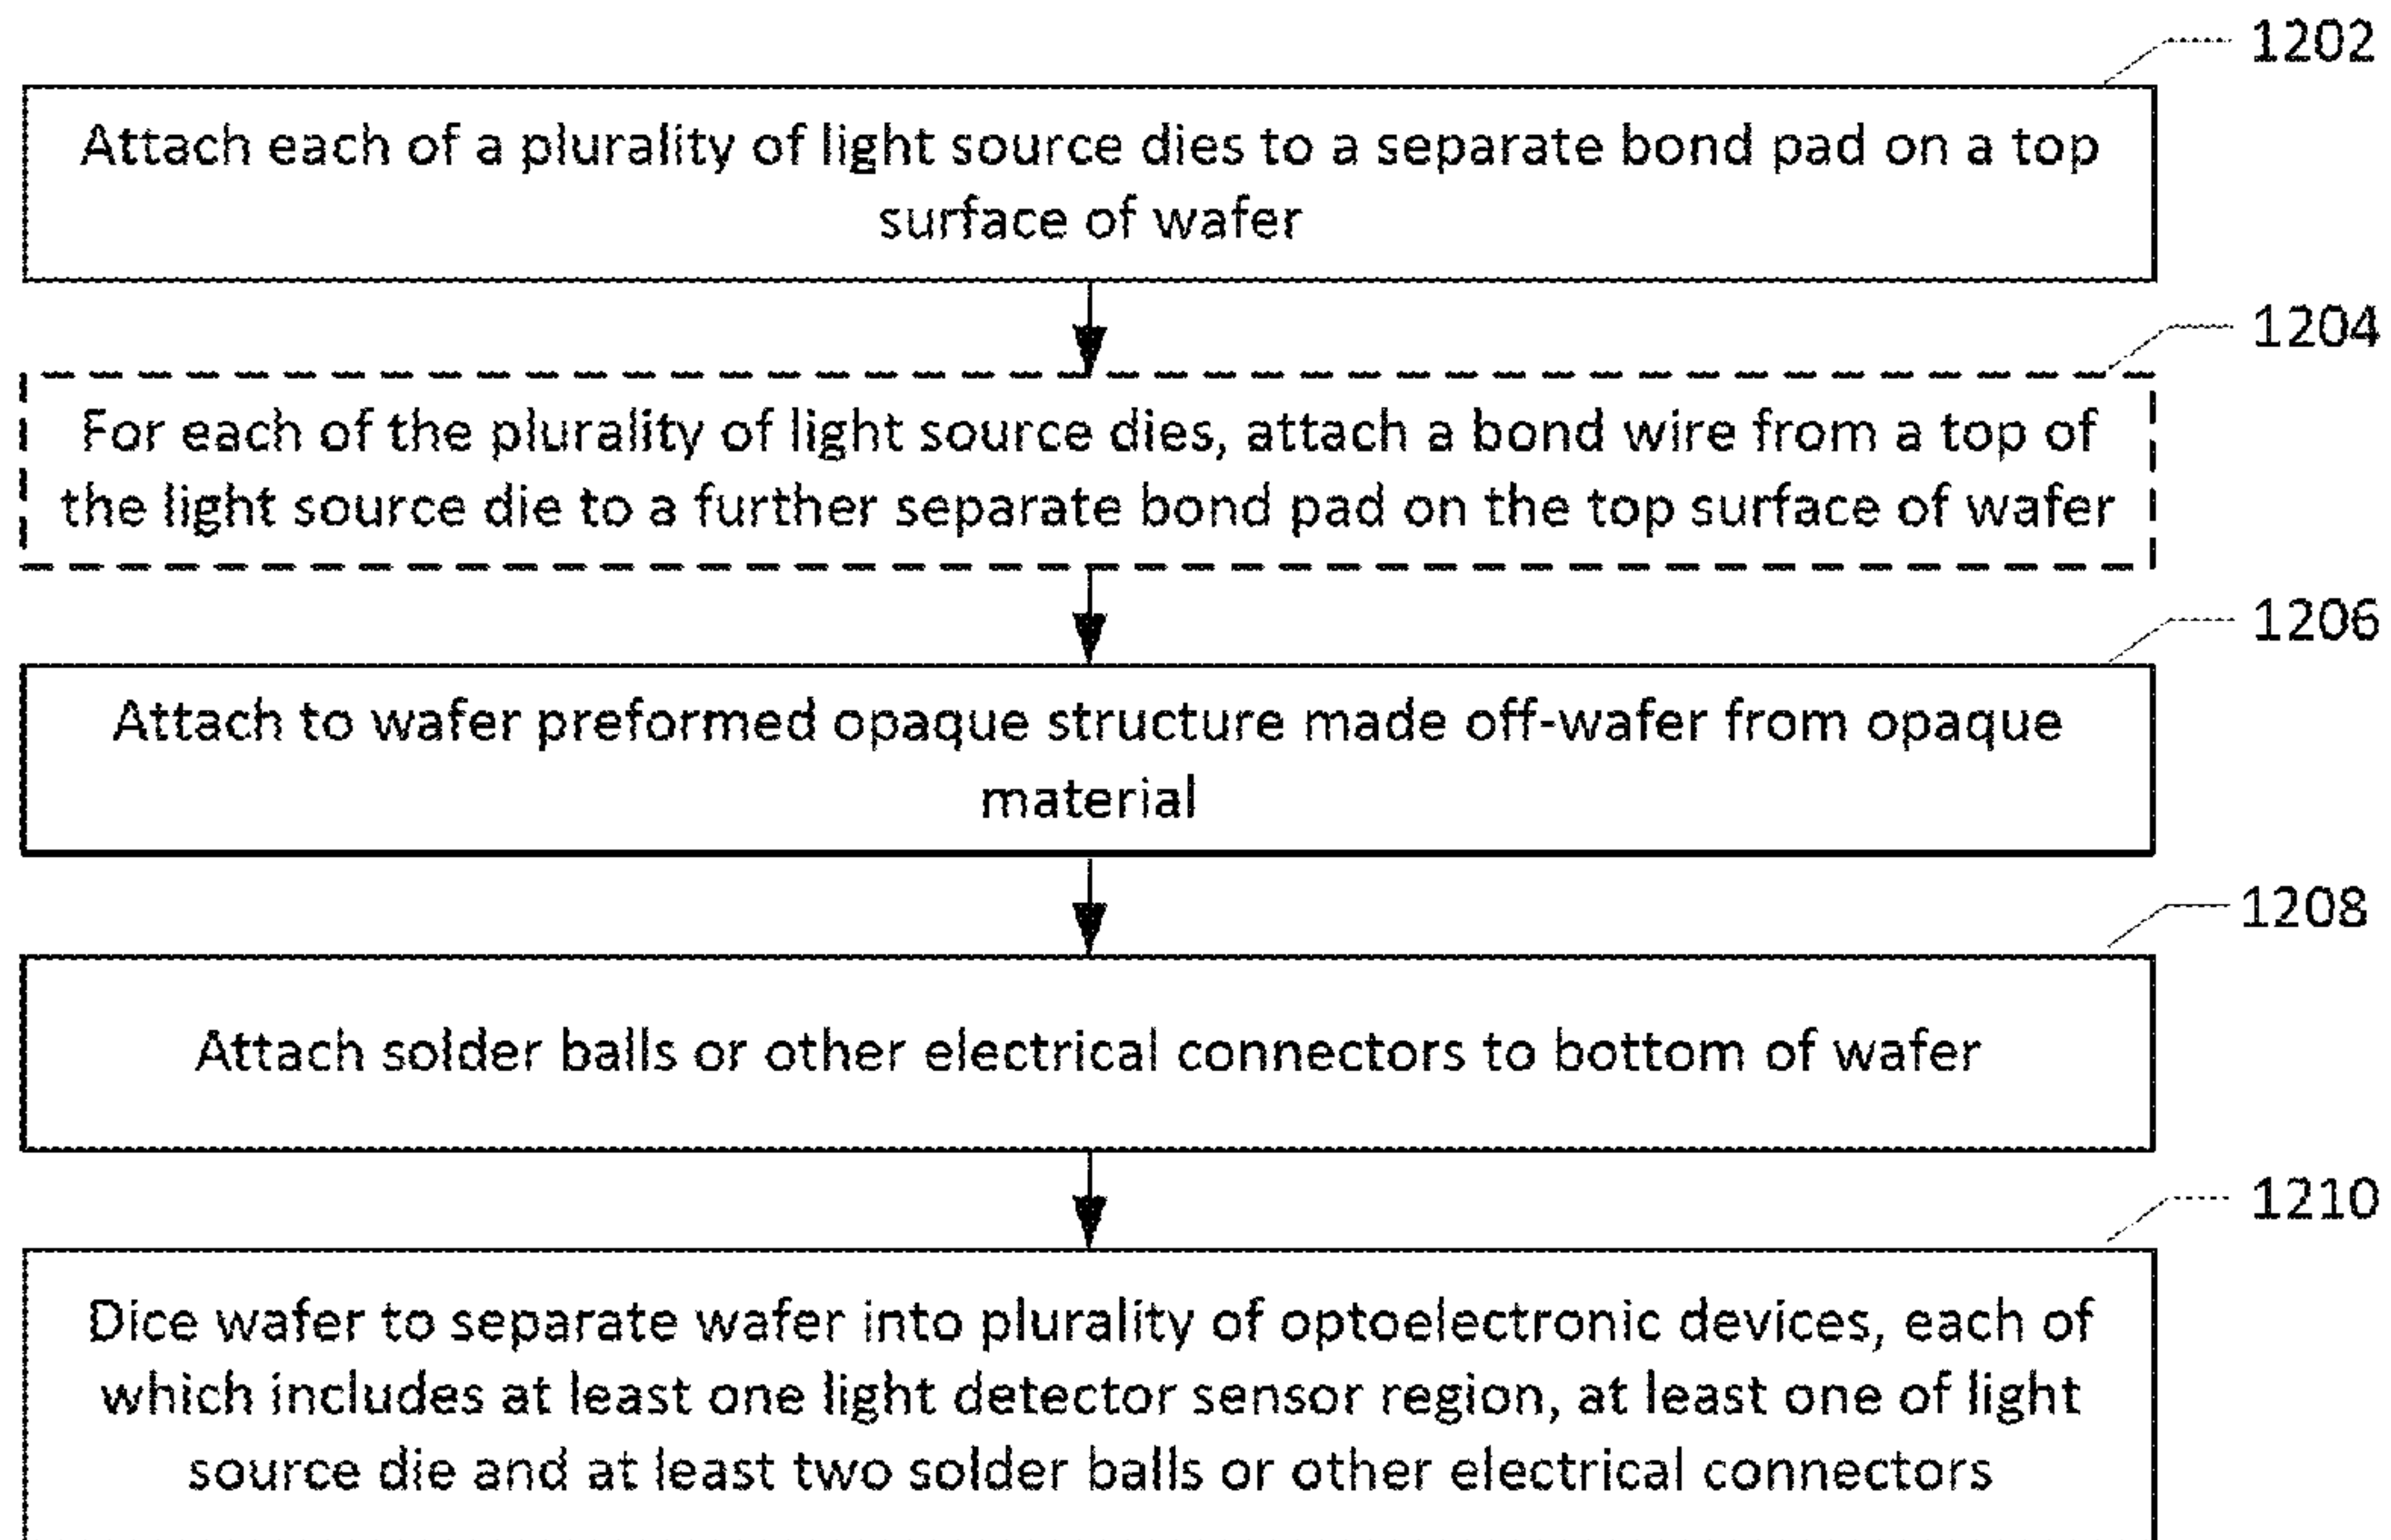 1202
Attach each of a plurality of light source dies to a separate bond pad on a top
surface of wafer
1204
For each of the plurality of light source dies, attach a bond wire from a top of
the light source die to a further separate bond pad on the top surface of wafer
1206
Attach to wafer preformed opaque structure made off-wafer from opaque
material
1208
Attach solder balls or other electrical connectors to bottom of wafer
1210
Dice wafer to separate wafer into plurality of optoelectronic devices, each of
which includes at least one light detector sensor region, at least one of light
source die and at least two solder balls or other electrical connectors